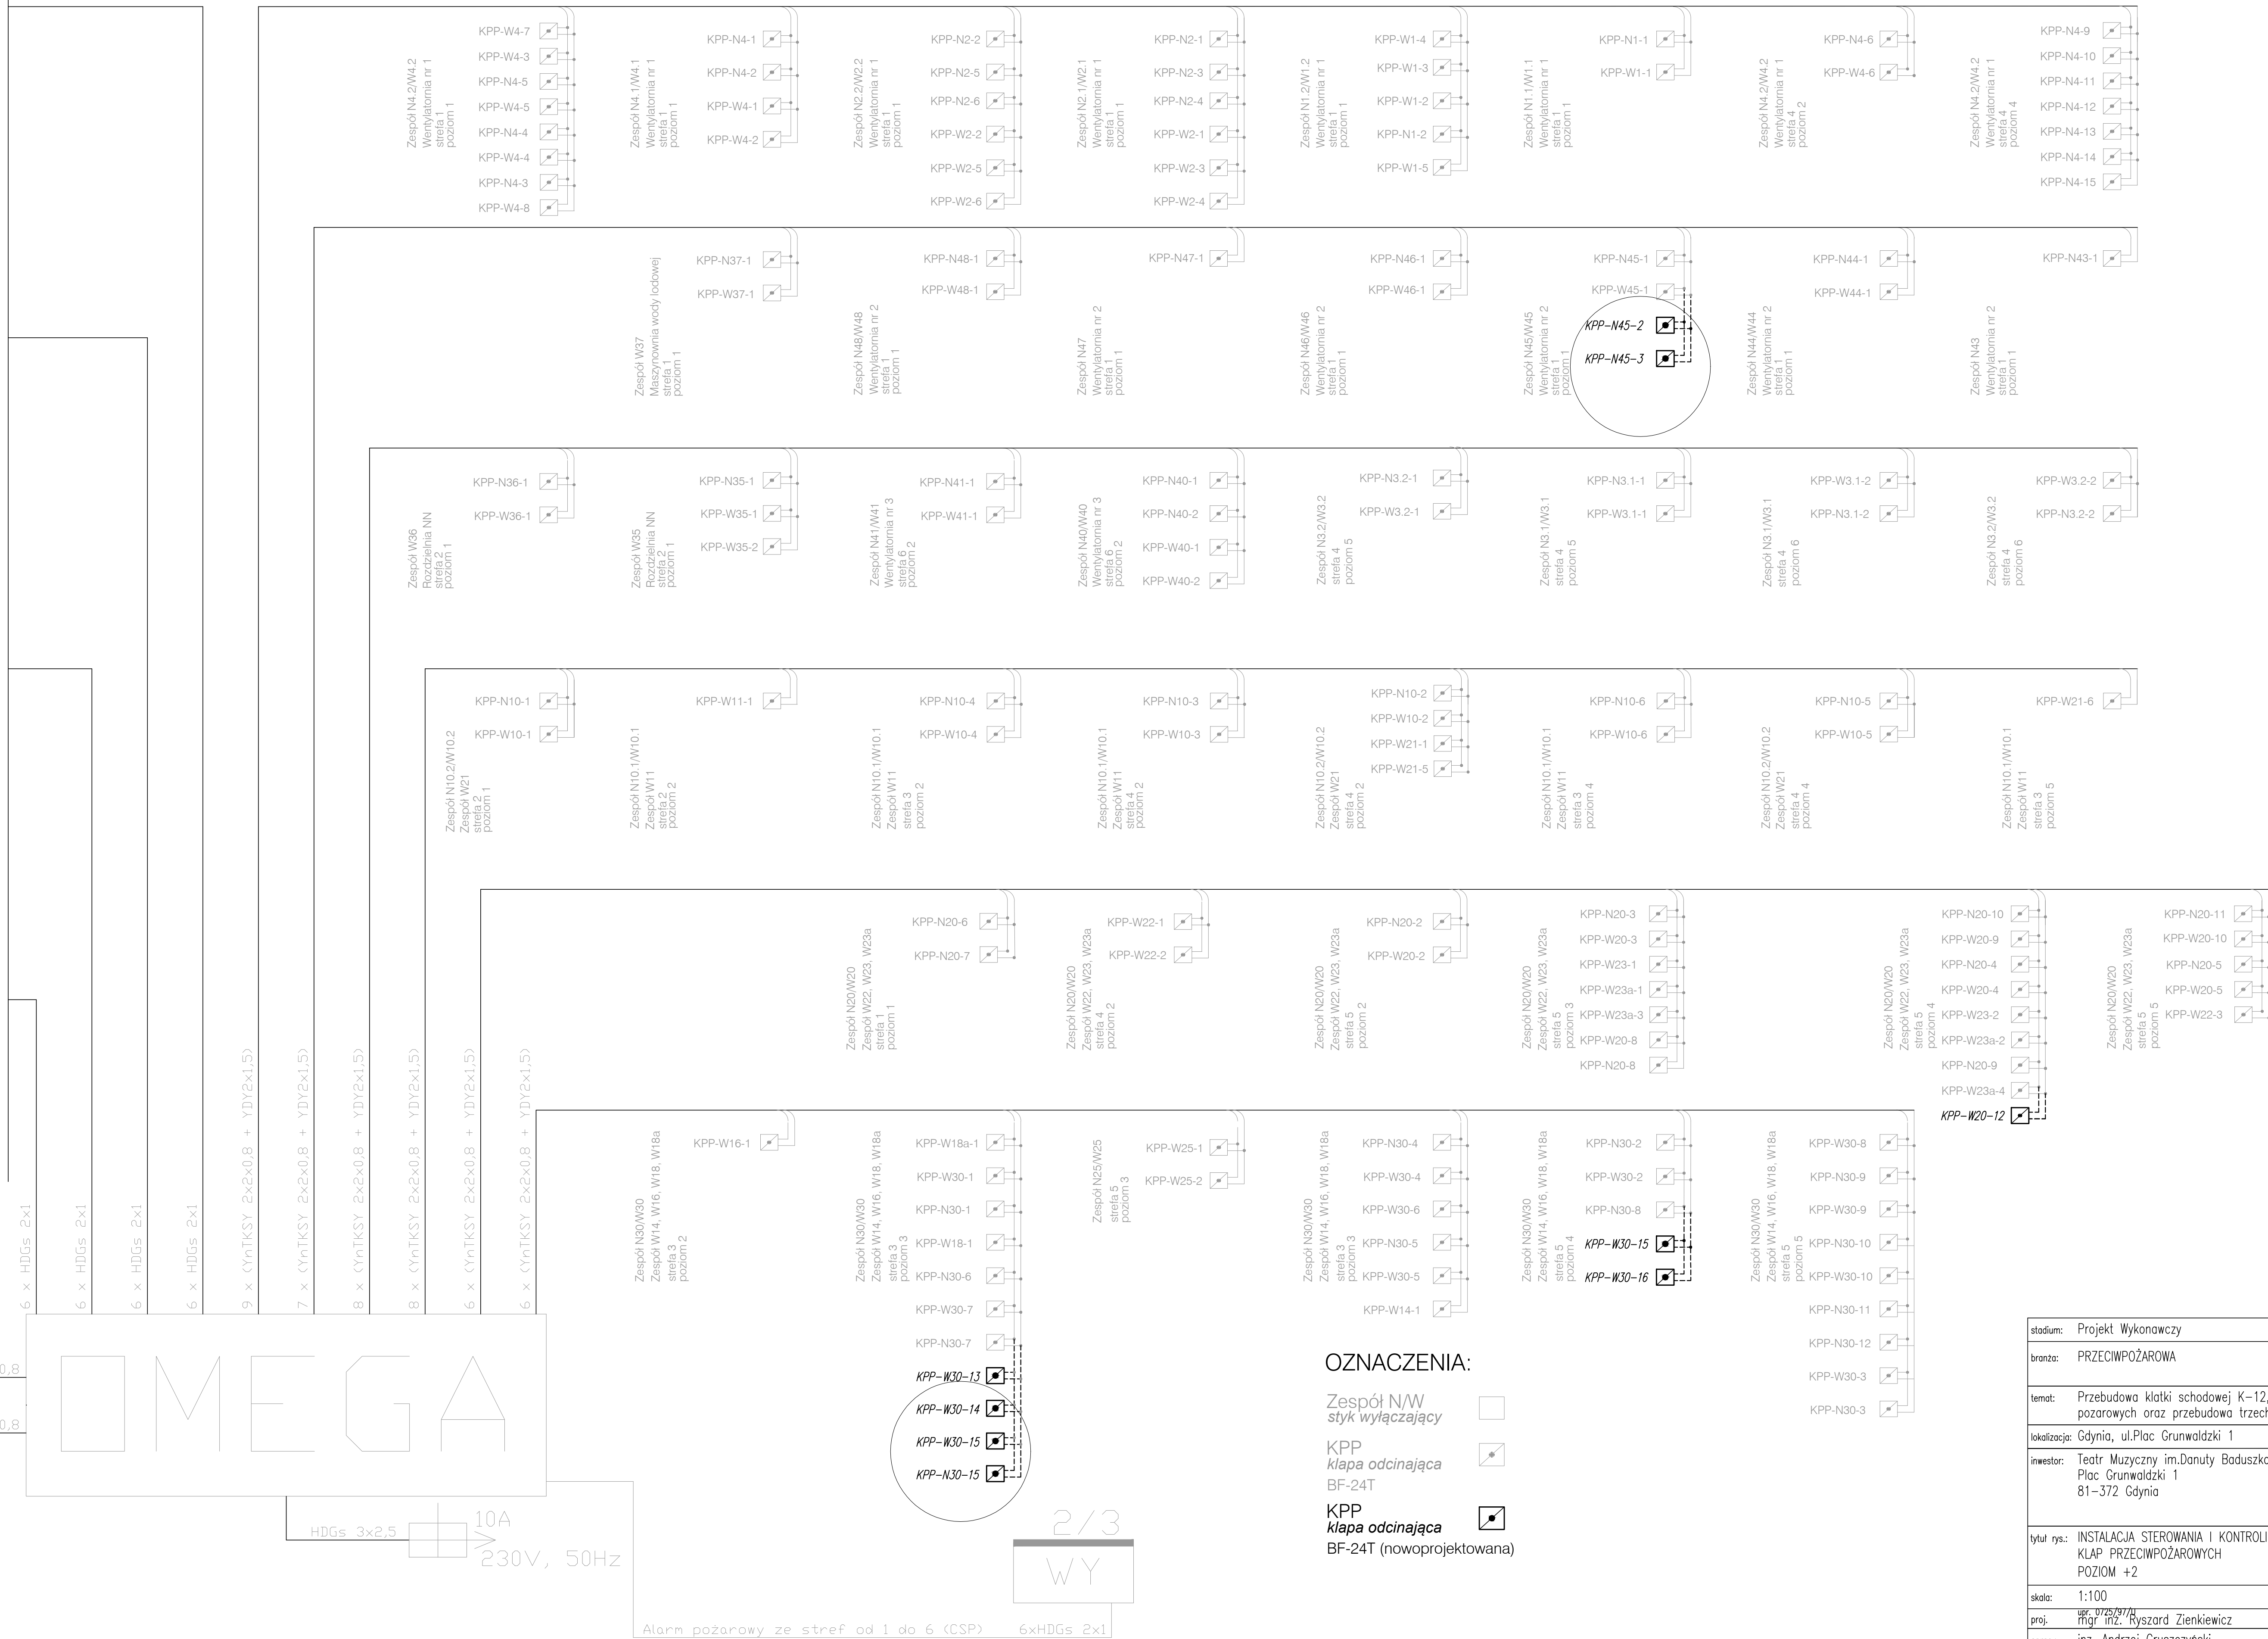 KPP-W4-7
KPP-W4-3
KPP-N4-5
KPP-W4-5
KPP-N4-4
KPP-W4-4
KPP-N4-3
KPP-W4-8
Zespół N4.2/W4.2
Wentylatornia nr 1
strefa 1
poziom 1
KPP-N4-1
KPP-N4-2
KPP-W4-1
KPP-W4-2
Zespół N4.1/W4.1
Wentylatornia nr 1
strefa 1
poziom 1
KPP-N2-2
KPP-N2-5
KPP-N2-6
KPP-W2-2
KPP-W2-5
KPP-W2-6
Zespół N2.2/W2.2
Wentylatornia nr 1
strefa 1
poziom 1
KPP-N2-1
KPP-N2-3
KPP-N2-4
KPP-W2-1
KPP-W2-3
KPP-W2-4
Zespół N2.1/W2.1
Wentylatornia nr 1
strefa 1
poziom 1
KPP-W1-4
KPP-W1-3
KPP-W1-2
KPP-N1-2
KPP-W1-5
Zespół N1.2/W1.2
Wentylatornia nr 1
strefa 1
poziom 1
KPP-N1-1
KPP-W1-1
Zespół N1.1/W1.1
Wentylatornia nr 1
strefa 1
poziom 1
KPP-N4-6
KPP-W4-6
Zespół N4.2/W4.2
Wentylatornia nr 1
strefa 4
poziom 2
KPP-N4-9
KPP-N4-10
KPP-N4-11
KPP-N4-12
KPP-N4-13
KPP-N4-14
KPP-N4-15
Zespół N4.2/W4.2
Wentylatornia nr 1
strefa 4
poziom 4
KPP-N37-1
KPP-W37-1
Zespół W37
Maszynownia wody lodowej
strefa 1
poziom 1
KPP-N48-1
KPP-W48-1
Zespół N48/W48
Wentylatornia nr 2
strefa 1
poziom 1
KPP-N47-1
Zespół N47
Wentylatornia nr 2
strefa 1
poziom 1
KPP-N46-1
KPP-W46-1
Zespół N46/W46
Wentylatornia nr 2
strefa 1
poziom 1
KPP-N45-1
KPP-W45-1
KPP-N45-2
KPP-N45-3
Zespół N45/W45
Wentylatornia nr 2
strefa 1
poziom 1
KPP-N44-1
KPP-W44-1
Zespół N44/W44
Wentylatornia nr 2
strefa 1
poziom 1
KPP-N43-1
Zespół N43
Wentylatornia nr 2
strefa 1
poziom 1
KPP-N36-1
KPP-W36-1
Zespół W36
Rozdzielnia NN
strefa 2
poziom 1
KPP-N35-1
KPP-W35-1
KPP-W35-2
Zespół W35
Rozdzielnia NN
strefa 2
poziom 1
KPP-N41-1
KPP-W41-1
Zespół N41/W41
Wentylatornia nr 3
strefa 6
poziom 2
KPP-N40-1
KPP-N40-2
KPP-W40-1
KPP-W40-2
Zespół N40/W40
Wentylatornia nr 3
strefa 6
poziom 2
KPP-N3.2-1
KPP-W3.2-1
Zespół N3.2/W3.2
strefa 4
poziom 5
KPP-N3.1-1
KPP-W3.1-1
Zespół N3.1/W3.1
strefa 4
poziom 5
KPP-W3.1-2
KPP-N3.1-2
Zespół N3.1/W3.1
strefa 4
poziom 6
KPP-W3.2-2
KPP-N3.2-2
Zespół N3.2/W3.2
strefa 4
poziom 6
KPP-N10-1
KPP-W10-1
Zespół N10.2/W10.2
Zespół W21
strefa 2
poziom 1
KPP-W11-1
Zespół N10.1/W10.1
Zespół W11
strefa 2
poziom 2
KPP-N10-4
KPP-W10-4
Zespół N10.1/W10.1
Zespół W11
strefa 3
poziom 2
KPP-N10-3
KPP-W10-3
Zespół N10.1/W10.1
Zespół W11
strefa 4
poziom 2
KPP-N10-2
KPP-W10-2
KPP-W21-1
KPP-W21-5
Zespół N10.2/W10.2
Zespół W21
strefa 4
poziom 2
KPP-N10-6
KPP-W10-6
Zespół N10.1/W10.1
Zespół W11
strefa 3
poziom 4
KPP-N10-5
KPP-W10-5
Zespół N10.2/W10.2
Zespół W21
strefa 4
poziom 4
KPP-W21-6
Zespół N10.1/W10.1
Zespół W11
strefa 3
poziom 5
KPP-N20-6
KPP-N20-7
Zespół N20/W20
Zespół W22, W23, W23a
strefa 1
poziom 1
KPP-W22-1
KPP-W22-2
Zespół N20/W20
Zespół W22, W23, W23a
strefa 4
poziom 2
KPP-N20-2
KPP-W20-2
Zespół N20/W20
Zespół W22, W23, W23a
strefa 5
poziom 2
KPP-N20-3
KPP-W20-3
KPP-W23-1
KPP-W23a-1
KPP-W23a-3
KPP-W20-8
KPP-N20-8
Zespół N20/W20
Zespół W22, W23, W23a
strefa 5
poziom 3
KPP-N20-10
KPP-W20-9
KPP-N20-4
KPP-W20-4
KPP-W23-2
KPP-W23a-2
KPP-N20-9
KPP-W23a-4
KPP-W20-12
Zespół N20/W20
Zespół W22, W23, W23a
strefa 5
poziom 4
KPP-N20-11
KPP-W20-10
KPP-N20-5
KPP-W20-5
KPP-W22-3
Zespół N20/W20
Zespół W22, W23, W23a
strefa 5
poziom 5
KPP-W16-1
Zespół N30/W30
Zespół W14, W16, W18, W18a
strefa 3
poziom 2
KPP-W18a-1
KPP-W30-1
KPP-N30-1
KPP-W18-1
KPP-N30-6
KPP-W30-7
KPP-N30-7
KPP-W30-13
KPP-W30-14
KPP-W30-15
KPP-N30-15
Zespół N30/W30
Zespół W14, W16, W18, W18a
strefa 3
poziom 3
KPP-W25-1
KPP-W25-2
Zespół N25/W25
strefa 5
poziom 3
KPP-N30-4
KPP-W30-4
KPP-W30-6
KPP-N30-5
KPP-W30-5
KPP-W14-1
Zespół N30/W30
Zespół W14, W16, W18, W18a
strefa 3
poziom 3
KPP-N30-2
KPP-W30-2
KPP-N30-8
KPP-W30-15
KPP-W30-16
Zespół N30/W30
Zespół W14, W16, W18, W18a
strefa 5
poziom 4
KPP-W30-8
KPP-N30-9
KPP-W30-9
KPP-N30-10
KPP-W30-10
KPP-N30-11
KPP-N30-12
KPP-W30-3
KPP-N30-3
Zespół N30/W30
Zespół W14, W16, W18, W18a
strefa 5
poziom 5
6 x HDGs 2x1
6 x HDGs 2x1
6 x HDGs 2x1
6 x HDGs 2x1
9 x (YnTKSY 2x2x0,8 + YDY2x1,5)
7 x (YnTKSY 2x2x0,8 + YDY2x1,5)
8 x (YnTKSY 2x2x0,8 + YDY2x1,5)
8 x (YnTKSY 2x2x0,8 + YDY2x1,5)
6 x (YnTKSY 2x2x0,8 + YDY2x1,5)
6 x (YnTKSY 2x2x0,8 + YDY2x1,5)
0,8
0,8
OMEGA
HDGs 3x2,5
10A
230V, 50Hz
2/3
WY
Alarm pożarowy ze stref od 1 do 6 (CSP)
6xHDGs 2x1
OZNACZENIA:
Zespół N/W
styk wyłączający
KPP
klapa odcinająca
BF-24T
KPP
klapa odcinająca
BF-24T (nowoprojektowana)
stadium: Projekt Wykonawczy
branża: PRZECIWPOŻAROWA
temat: Przebudowa klatki schodowej K-12,
pozarowych oraz przebudowa trzech
lokalizacja: Gdynia, ul.Plac Grunwaldzki 1
inwestor: Teatr Muzyczny im.Danuty Baduszko
Plac Grunwaldzki 1
81-372 Gdynia
tytuł rys.: INSTALACJA STEROWANIA I KONTROLI
KLAP PRZECIWPOŻAROWYCH
POZIOM +2
skala: 1:100
upr. 0725/97/U
proj. mgr inż. Ryszard Zienkiewicz
inż. Andrzej Gruszczyński